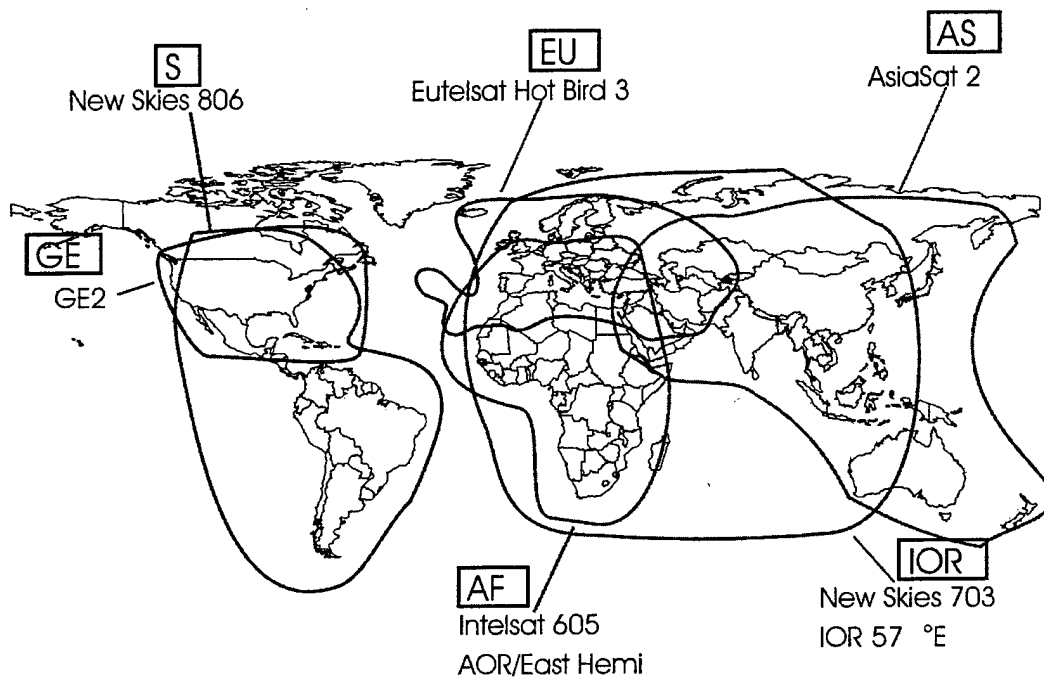 S
New Skies 806
EU
Eutelsat Hot Bird 3
AS
AsiaSat 2
GE
GE2
AF
Intelsat 605
AOR/East Hemi
IOR
New Skies 703
IOR 57 °E